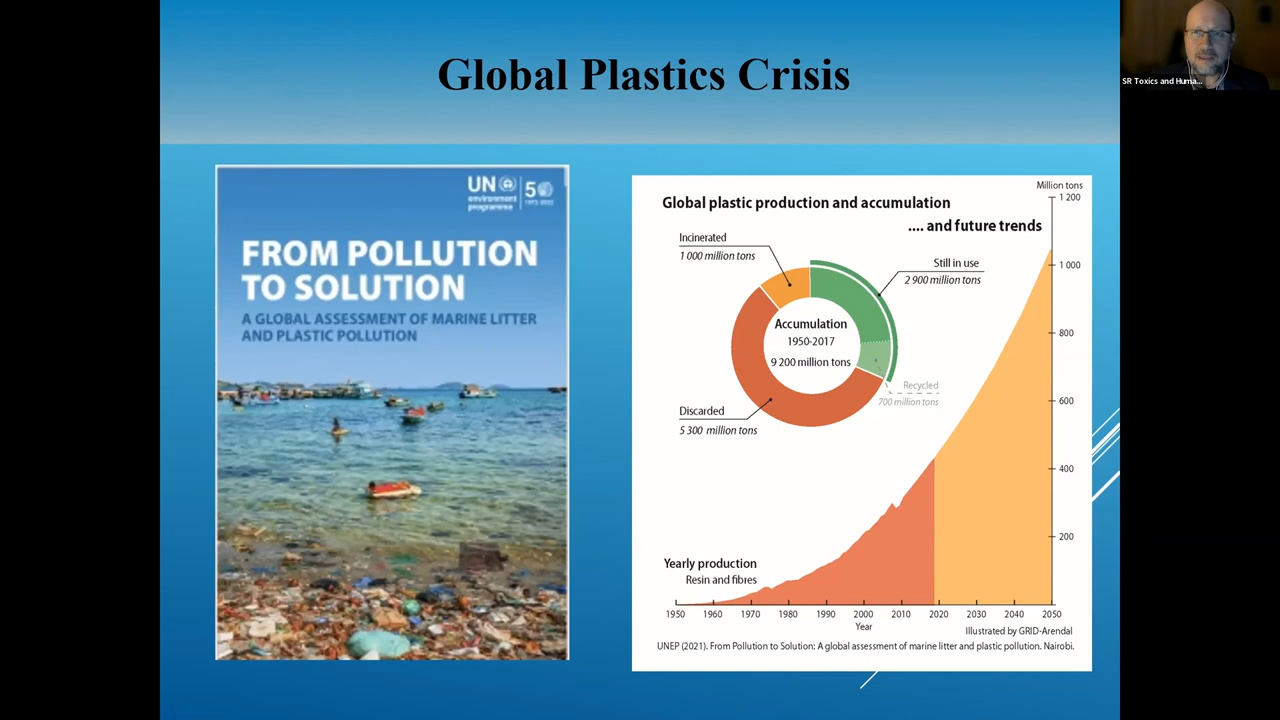 Global Plastics Crisis
SR Toxics and Huma...
UN
environment
programme
50
1972-2022
FROM POLLUTION
TO SOLUTION
A GLOBAL ASSESSMENT OF MARINE LITTER
AND PLASTIC POLLUTION
Global plastic production and accumulation
.... and future trends
Million tons
1 200
1 000
800
600
400
200
Incinerated
1 000 million tons
Still in use
2 900 million tons
Accumulation
1950-2017
9 200 million tons
Recycled
700 million tons
Discarded
5 300 million tons
Yearly production
Resin and fibres
1950 1960 1970 1980 1990 2000 2010 2020 2030 2040 2050
Year
Illustrated by GRID-Arendal
UNEP (2021). From Pollution to Solution: A global assessment of marine litter and plastic pollution. Nairobi.